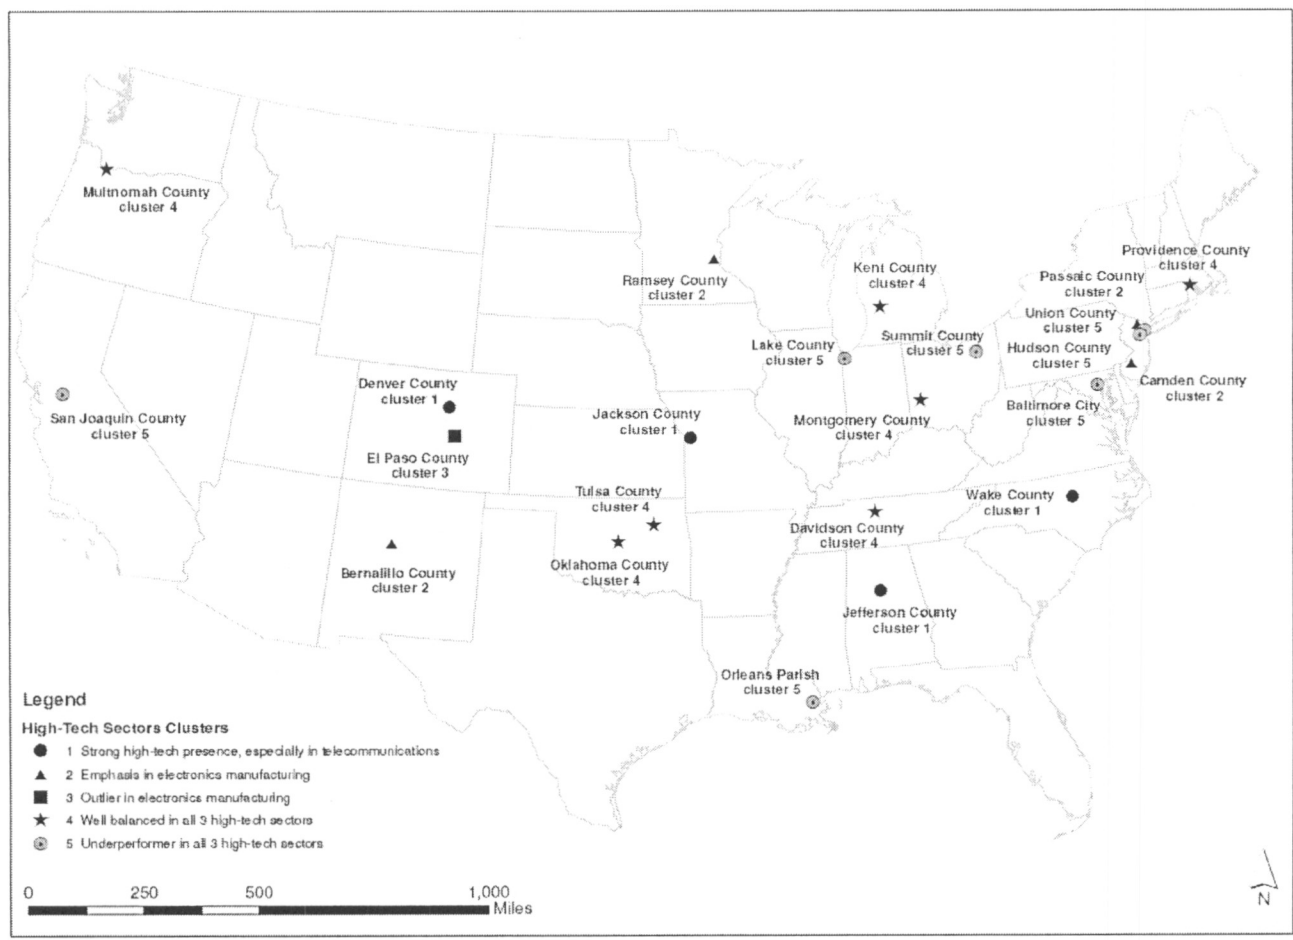 Multnomah County
cluster 4
Providence County
cluster 4
Kent County
cluster 4
Passaic County
cluster 2
Ramsey County
cluster 2
Union County
cluster 5
Summit County
cluster 5
Lake County
cluster 5
Hudson County
cluster 5
Denver County
cluster 1
Camden County
cluster 2
San Joaquin County
cluster 5
Jackson County
cluster 1
Montgomery County
cluster 4
Baltimore City
cluster 5
El Paso County
cluster 3
Tulsa County
cluster 4
Wake County
cluster 1
Davidson County
cluster 4
Oklahoma County
cluster 4
Bernalillo County
cluster 2
Jefferson County
cluster 1
Orleans Parish
cluster 5
Legend
High-Tech Sectors Clusters
1 Strong high-tech presence, especially in telecommunications
2 Emphasis in electronics manufacturing
3 Outlier in electronics manufacturing
4 Well balanced in all 3 high-tech sectors
5 Underperformer in all 3 high-tech sectors
0 250 500 1,000
Miles
N